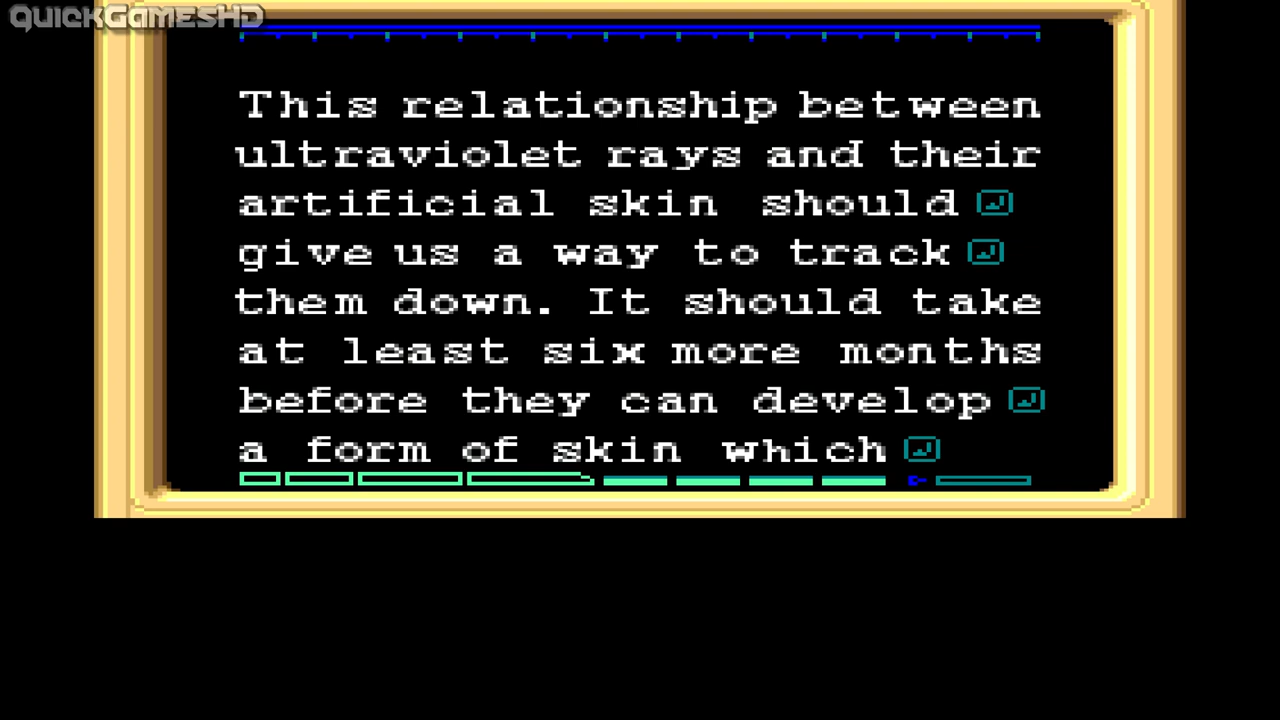 QuickGamesHD
This relationship between
ultraviolet rays and their
artificial skin should
give us a way to track
them down. It should take
at least six more months
before they can develop
a form of skin which